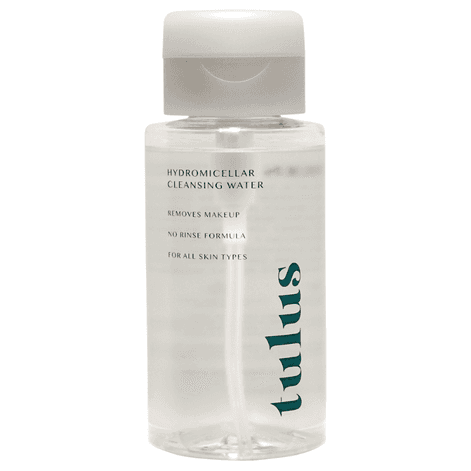 HYDROMICELLAR
CLEANSING WATER
REMOVES MAKEUP
NO RINSE FORMULA
FOR ALL SKIN TYPES
tulus